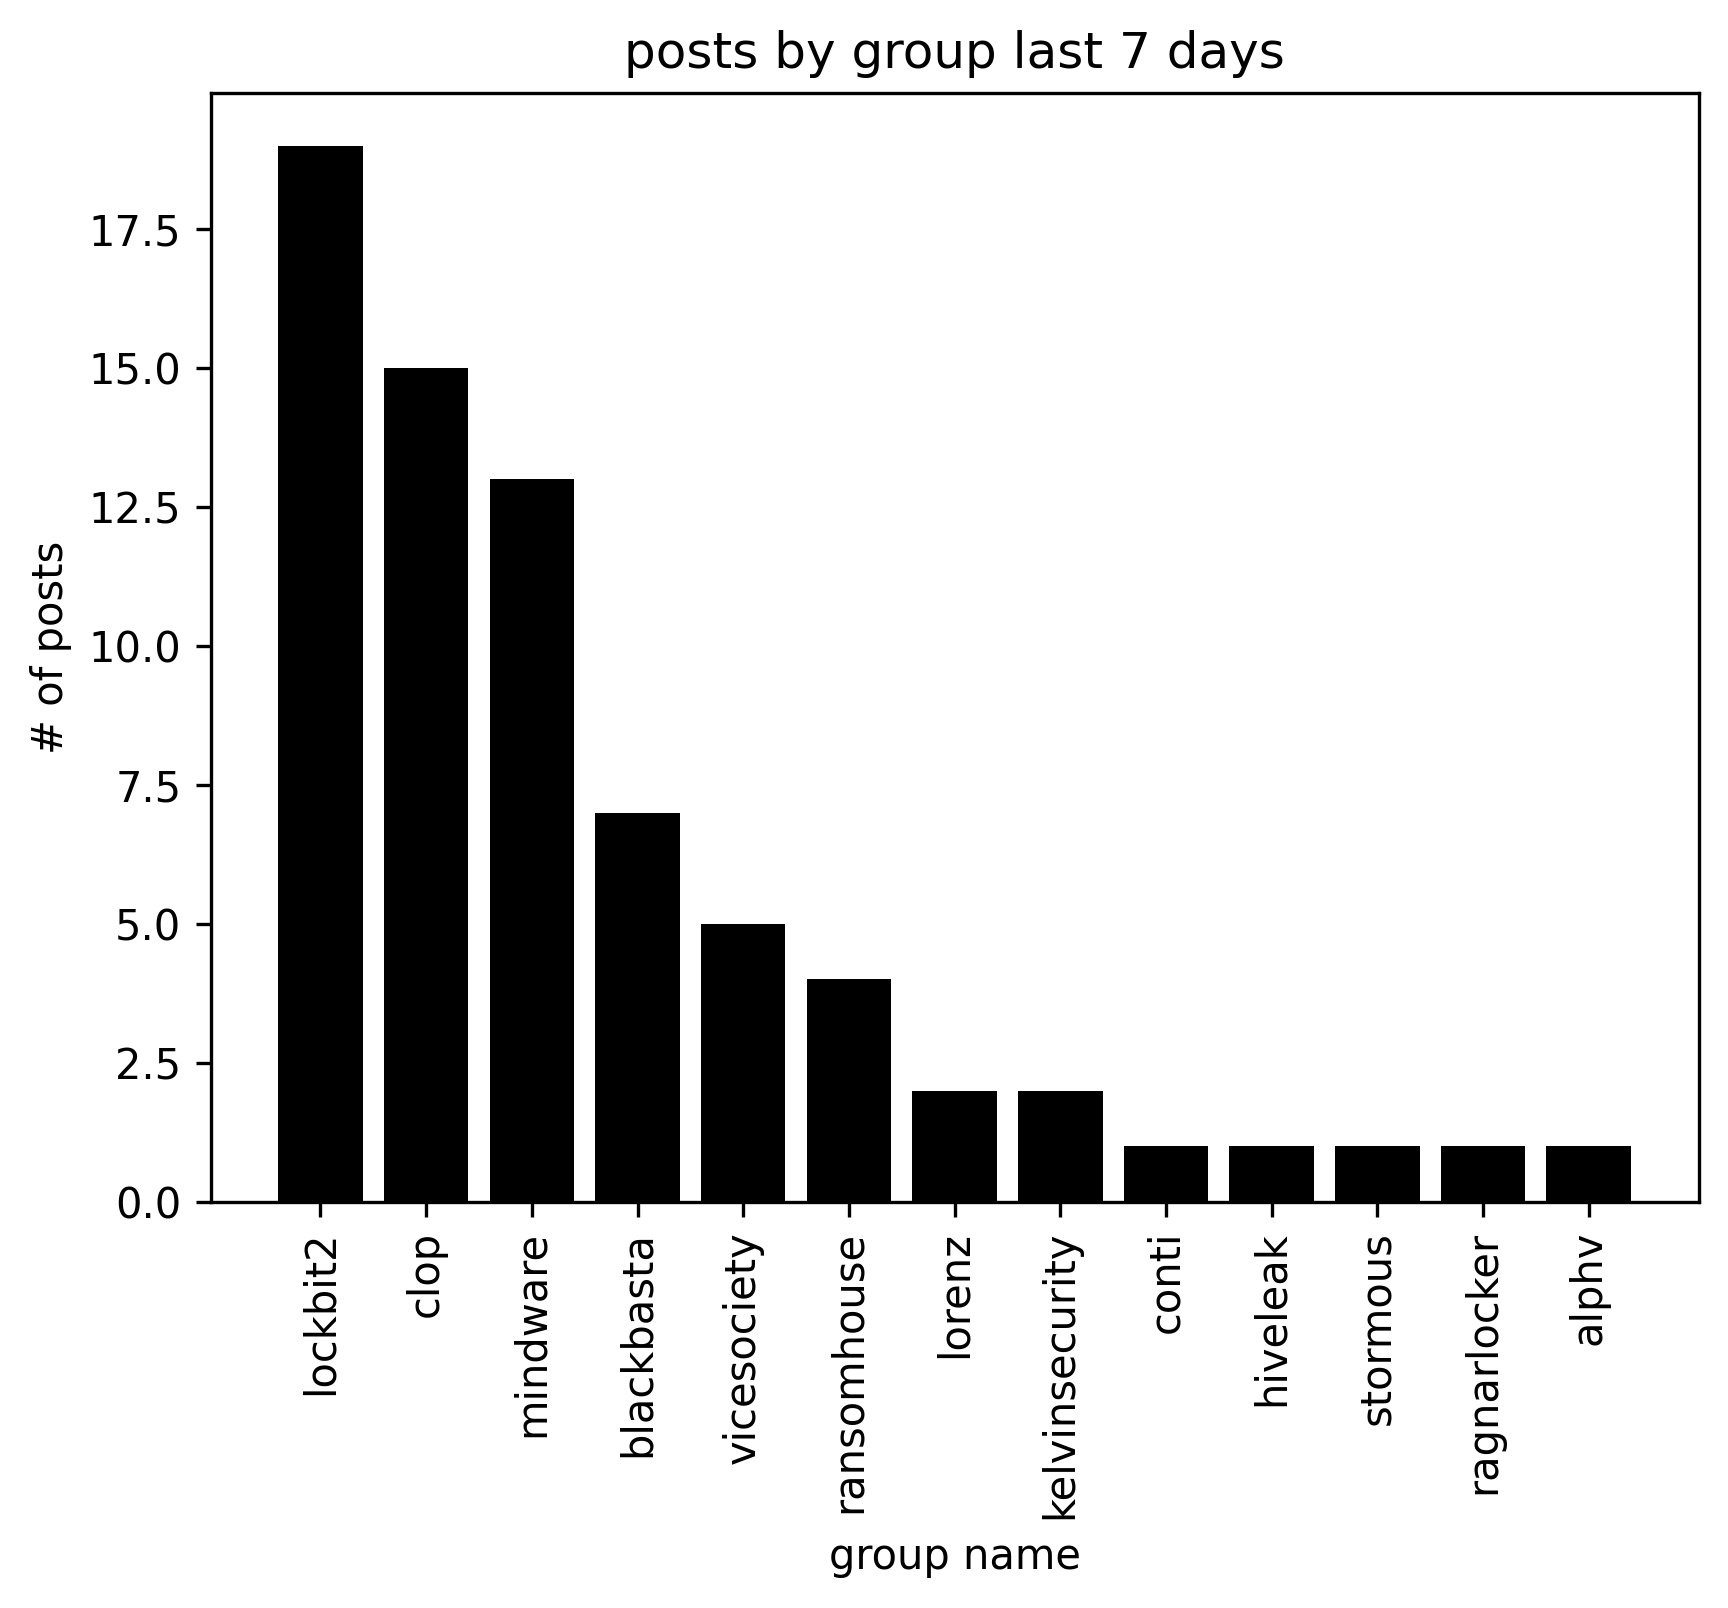 posts by group last 7 days
# of posts
17.5
15.0
12.5
10.0
7.5
5.0
2.5
0.0
lockbit2
clop
mindware
blackbasta
vicesociety
ransomhouse
lorenz
kelvinsecurity
conti
hiveleak
stormous
ragnarlocker
alphv
group name